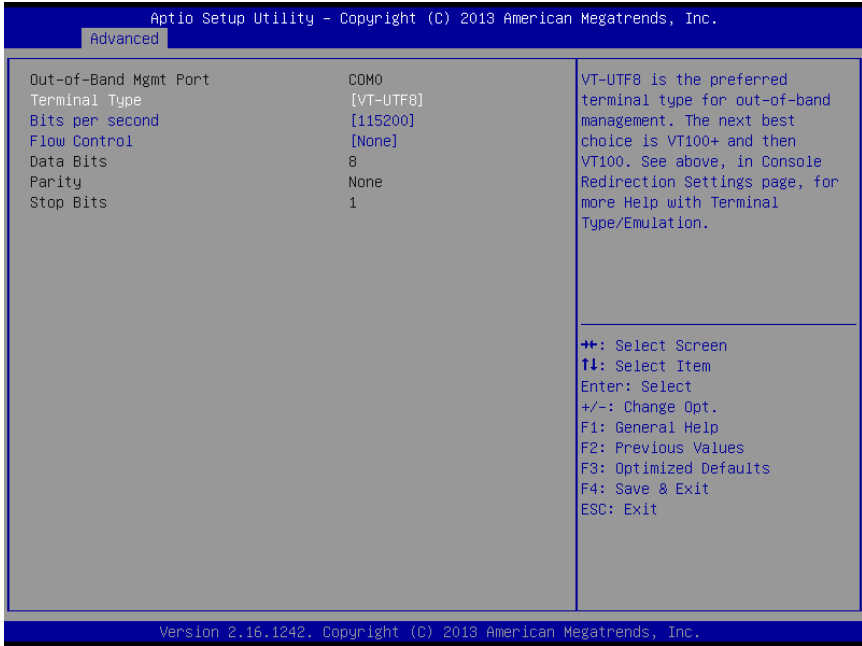 Aptio Setup Utility – Copyright (C) 2013 American Megatrends, Inc.
Advanced
Out-of-Band Mgmt Port COM0
Terminal Type [VT-UTF8]
Bits per second [115200]
Flow Control [None]
Data Bits 8
Parity None
Stop Bits 1
VT-UTF8 is the preferred
terminal type for out-of-band
management. The next best
choice is VT100+ and then
VT100. See above, in Console
Redirection Settings page, for
more Help with Terminal
Type/Emulation.
→←: Select Screen
↑↓: Select Item
Enter: Select
+/-: Change Opt.
F1: General Help
F2: Previous Values
F3: Optimized Defaults
F4: Save & Exit
ESC: Exit
Version 2.16.1242. Copyright (C) 2013 American Megatrends, Inc.